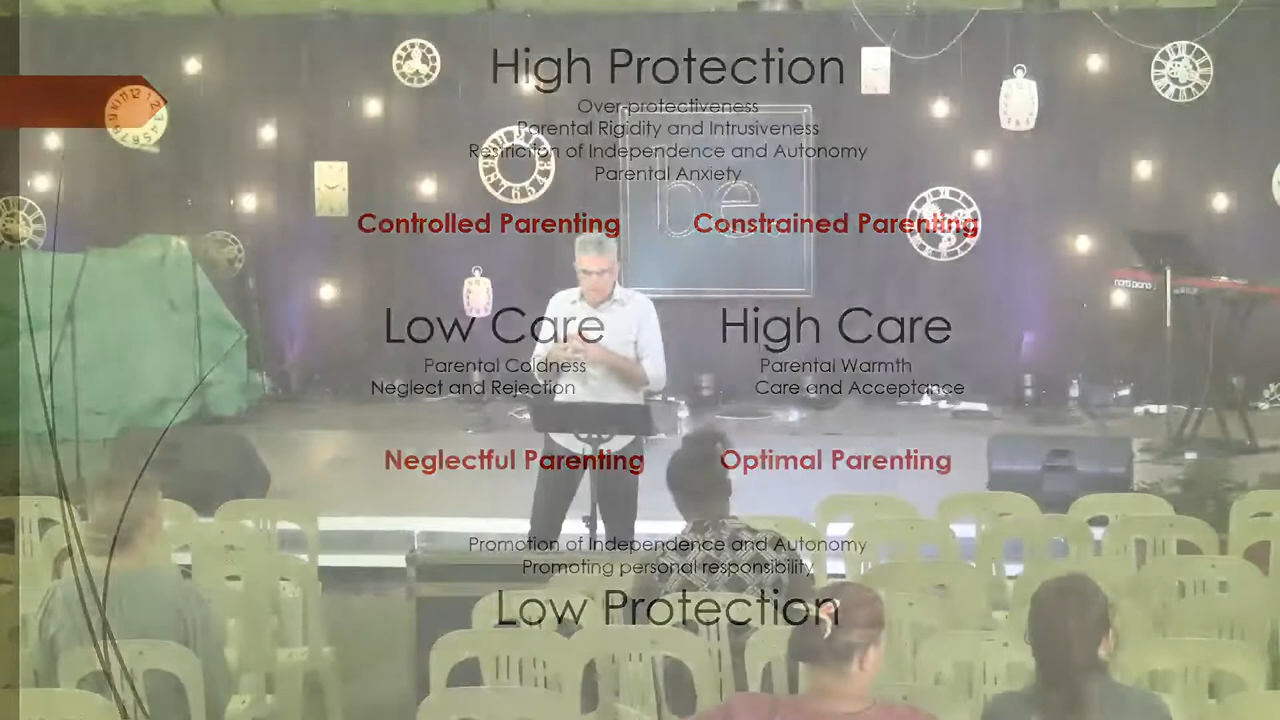 High Protection
Over-protectiveness
Parental Rigidity and Intrusiveness
Restriction of Independence and Autonomy
Parental Anxiety
Controlled Parenting
Constrained Parenting
be.
Low Care
High Care
Parental Coldness
Parental Warmth
Neglect and Rejection
Care and Acceptance
Neglectful Parenting
Optimal Parenting
Promotion of Independence and Autonomy
Promoting personal responsibility
Low Protection